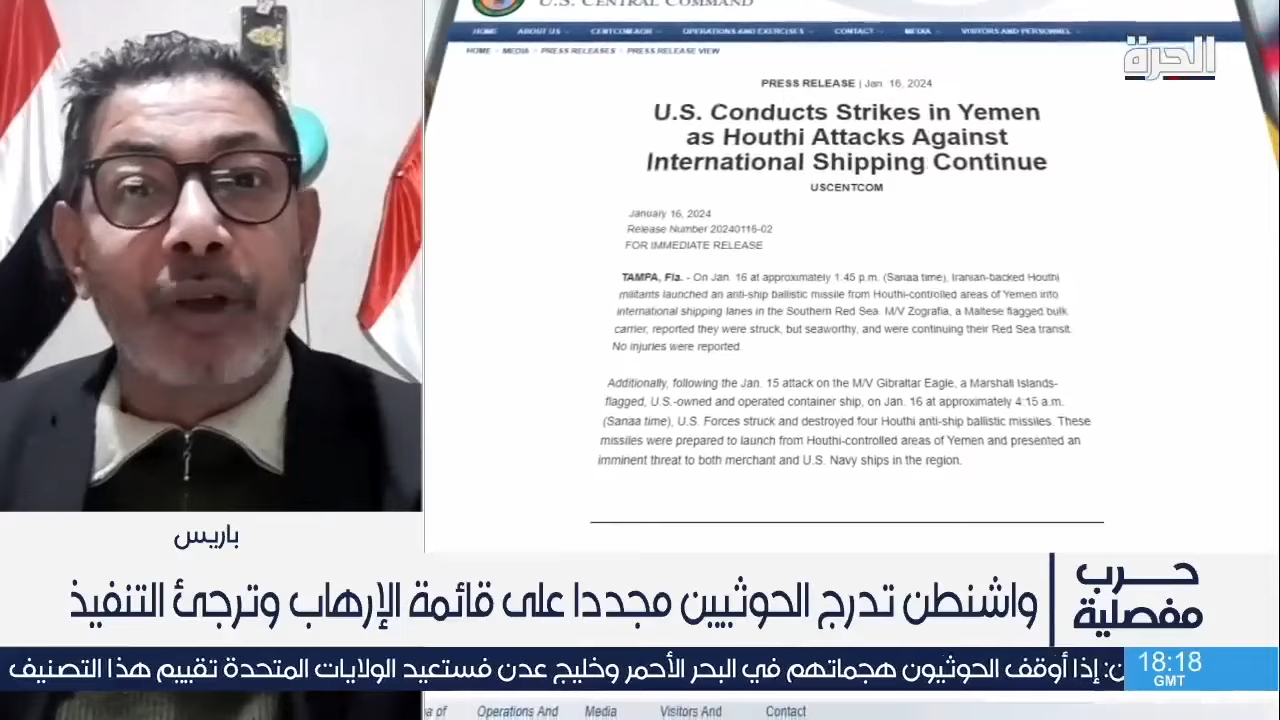 U.S. CENTRAL COMMAND
HOME ABOUT US CENTCOM AOR OPERATIONS AND EXERCISES CONTACT MEDIA VISITORS AND PERSONNEL
HOME MEDIA PRESS RELEASES PRESS RELEASE VIEW
الحرة
PRESS RELEASE | Jan. 16, 2024
U.S. Conducts Strikes in Yemen
as Houthi Attacks Against
International Shipping Continue
USCENTCOM
January 16, 2024
Release Number 20240116-02
FOR IMMEDIATE RELEASE
TAMPA, Fla. - On Jan. 16 at approximately 1:45 p.m. (Sanaa time), Iranian-backed Houthi
militants launched an anti-ship ballistic missile from Houthi-controlled areas of Yemen into
international shipping lanes in the Southern Red Sea. M/V Zografia, a Maltese flagged bulk
carrier, reported they were struck, but seaworthy, and were continuing their Red Sea transit.
No injuries were reported.
Additionally, following the Jan. 15 attack on the M/V Gibraltar Eagle, a Marshall Islands-
flagged, U.S.-owned and operated container ship, on Jan. 16 at approximately 4:15 a.m.
(Sanaa time), U.S. Forces struck and destroyed four Houthi anti-ship ballistic missiles. These
missiles were prepared to launch from Houthi-controlled areas of Yemen and presented an
imminent threat to both merchant and U.S. Navy ships in the region.
باريس
حرب
مفصلية
واشنطن تدرج الحوثيين مجددا على قائمة الإرهاب وترجئ التنفيذ
ن: إذا أوقف الحوثيون هجماتهم في البحر الأحمر وخليج عدن فستعيد الولايات المتحدة تقييم هذا التصنيف
18:18
GMT
of Operations And Media Visitors And Contact